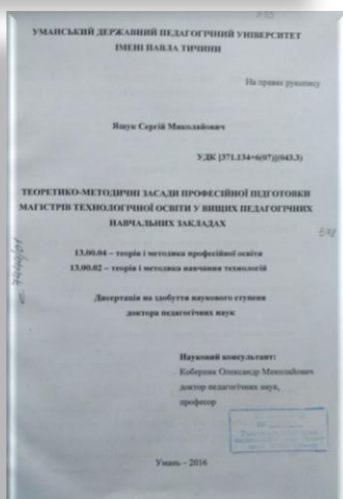 УМАНСЬКИЙ ДЕРЖАВНИЙ ПЕДАГОГІЧНИЙ УНІВЕРСИТЕТ
ІМЕНІ ПАВЛА ТИЧИНИ
На правах рукопису
Ящук Сергій Миколайович
УДК [371.134+6(07)](043.3)
ТЕОРЕТИКО-МЕТОДИЧНІ ЗАСАДИ ПРОФЕСІЙНОЇ ПІДГОТОВКИ
МАГІСТРІВ ТЕХНОЛОГІЧНОЇ ОСВІТИ У ВИЩИХ ПЕДАГОГІЧНИХ
НАВЧАЛЬНИХ ЗАКЛАДАХ
13.00.04 – теорія і методика професійної освіти
13.00.02 – теорія і методика навчання технологій
Дисертація на здобуття наукового ступеня
доктора педагогічних наук
Науковий консультант:
Коберник Олександр Миколайович
доктор педагогічних наук,
професор
Умань – 2016